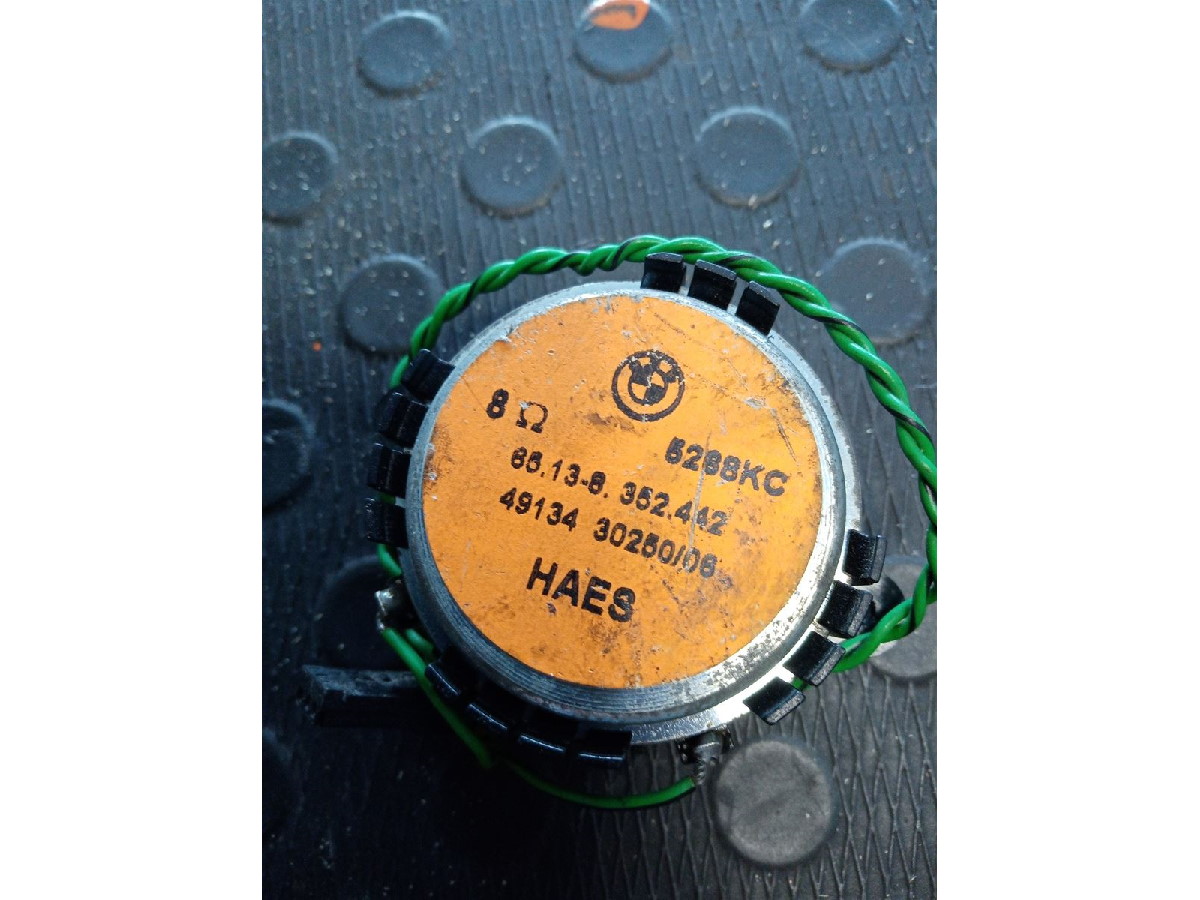 8 Ω
5288KC
65.13-8. 352.442
49134 30250/06
HAES